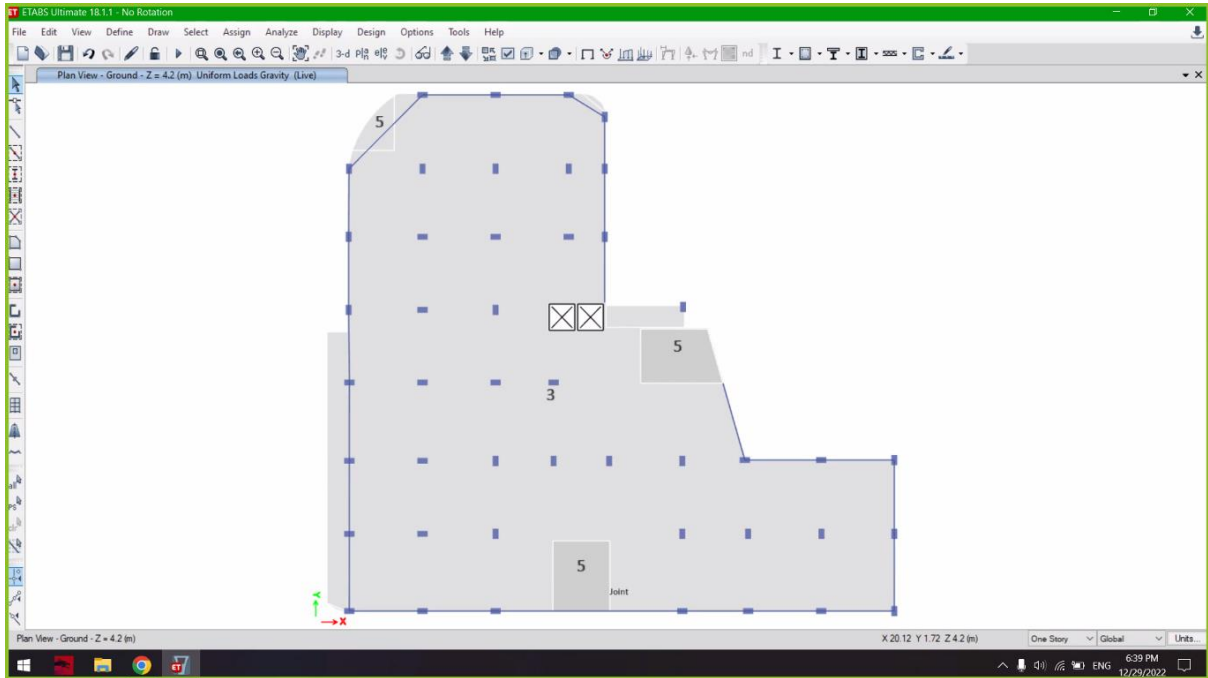 ETABS Ultimate 18.1.1 - No Rotation
File Edit View Define Draw Select Assign Analyze Display Design Options Tools Help
3-d nd
Plan View - Ground - Z = 4.2 (m) Uniform Loads Gravity (Live)
5
5
3
all
5
Joint
X
Plan View - Ground - Z = 4.2 (m) X 20.12 Y 1.72 Z 4.2 (m) One Story Global Units...
ENG 6:39 PM
12/29/2022